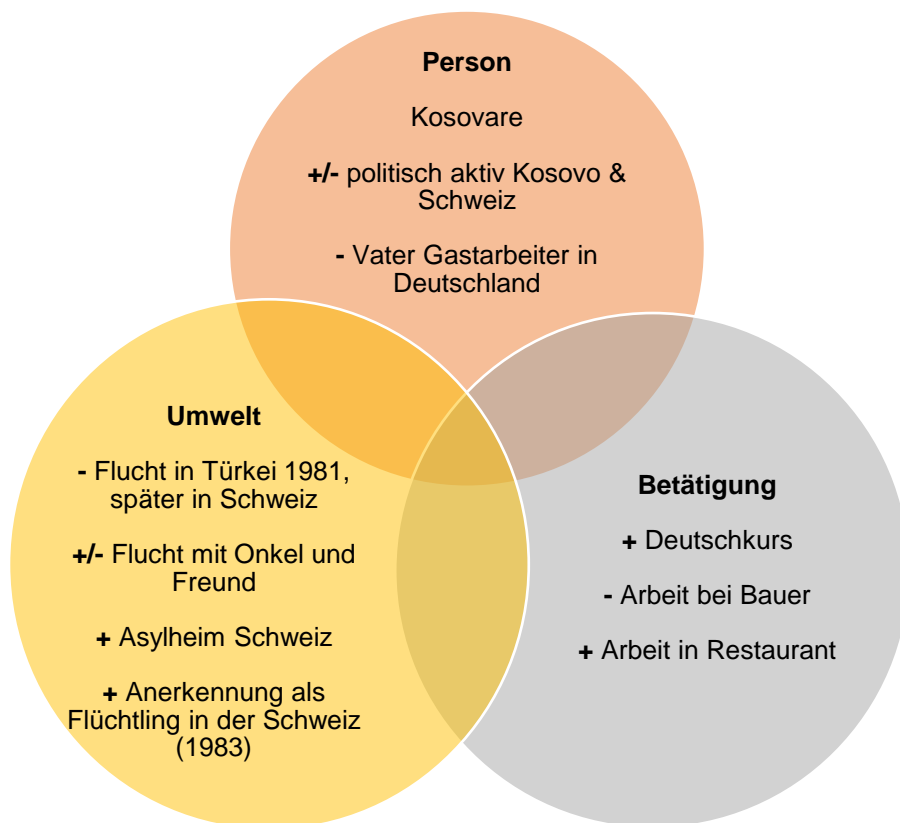 Person
Kosovare
+/- politisch aktiv Kosovo &
Schweiz
- Vater Gastarbeiter in
Deutschland
Umwelt
- Flucht in Türkei 1981,
später in Schweiz
+/- Flucht mit Onkel und
Freund
+ Asylheim Schweiz
+ Anerkennung als
Flüchtling in der Schweiz
(1983)
Betätigung
+ Deutschkurs
- Arbeit bei Bauer
+ Arbeit in Restaurant